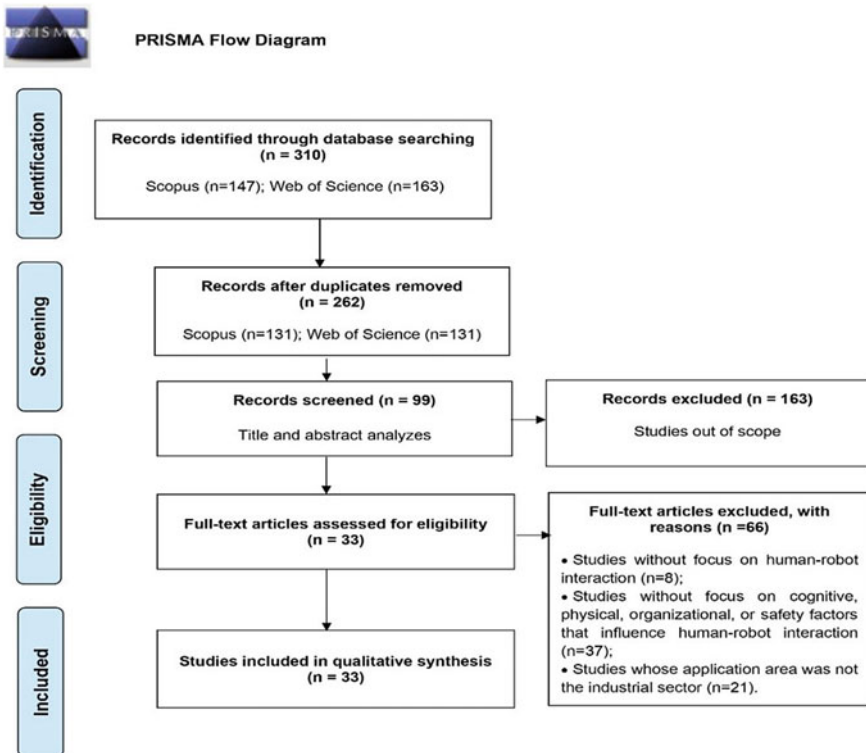 PRISMA
PRISMA Flow Diagram
Identification
Records identified through database searching
(n = 310)
Scopus (n=147); Web of Science (n=163)
Screening
Records after duplicates removed
(n = 262)
Scopus (n=131); Web of Science (n=131)
Records screened (n = 99)
Title and abstract analyzes
Records excluded (n = 163)
Studies out of scope
Eligibility
Full-text articles assessed for eligibility
(n = 33)
Full-text articles excluded, with
reasons (n =66)
• Studies without focus on human-robot
interaction (n=8);
• Studies without focus on cognitive,
physical, organizational, or safety factors
that influence human-robot interaction
(n=37);
• Studies whose application area was not
the industrial sector (n=21).
Included
Studies included in qualitative synthesis
(n = 33)